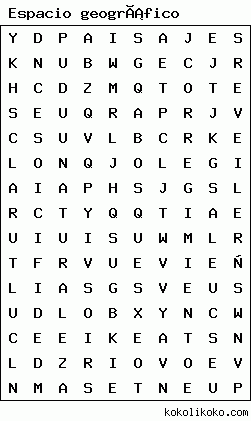 Espacio geogrÃ¡fico
Y D P A I S A J E S
K N U B W G E C J R
H C D Z M Q T O T E
S E U Q R A P R J V
C S U V L B C R K E
L O N Q J O L E G I
A I A P H S J G S L
R C T Y Q Q T I A E
U I U I S U W M L R
T F R V U E V I E Ñ
L I A S G S V E U S
U D L O B X Y N C W
C E E I K E A T S N
L D Z R I O V O E V
N M A S E T N E U P
kokolikoko.com